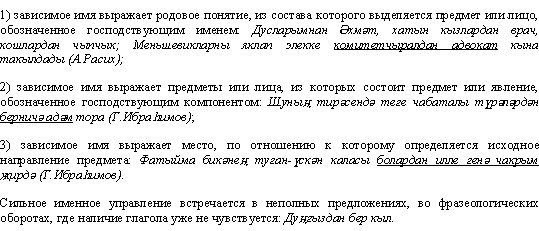 1) зависимое имя выражает родовое понятие, из состава которого выделяется предмет или лицо,
обозначенное господствующим именем: Дусларымнан Әхмәт, хатын кызлардан врач,
кошлардан чыпчык; Меньшевикларны яклап элекке комитетчыралдан адвокат кына
такылдады (А.Расих);
2) зависимое имя выражает предметы или лица, из которых состоит предмет или явление,
обозначенное господствующим компонентом: Шуның тирәсендә теге чабаталы түрәләрдән
берничә адәм тора (Г.Ибраһимов);
3) зависимое имя выражает место, по отношению к которому определяется исходное
направление предмета: Фатыйма бикәнең туган-үскән каласы болардан илле генә чакрым
җирдә (Г.Ибраһимов).
Сильное именное управление встречается в неполных предложениях, во фразеологических
оборотах, где наличие глагола уже не чувствуется: Дуңгыздан бер кыл.